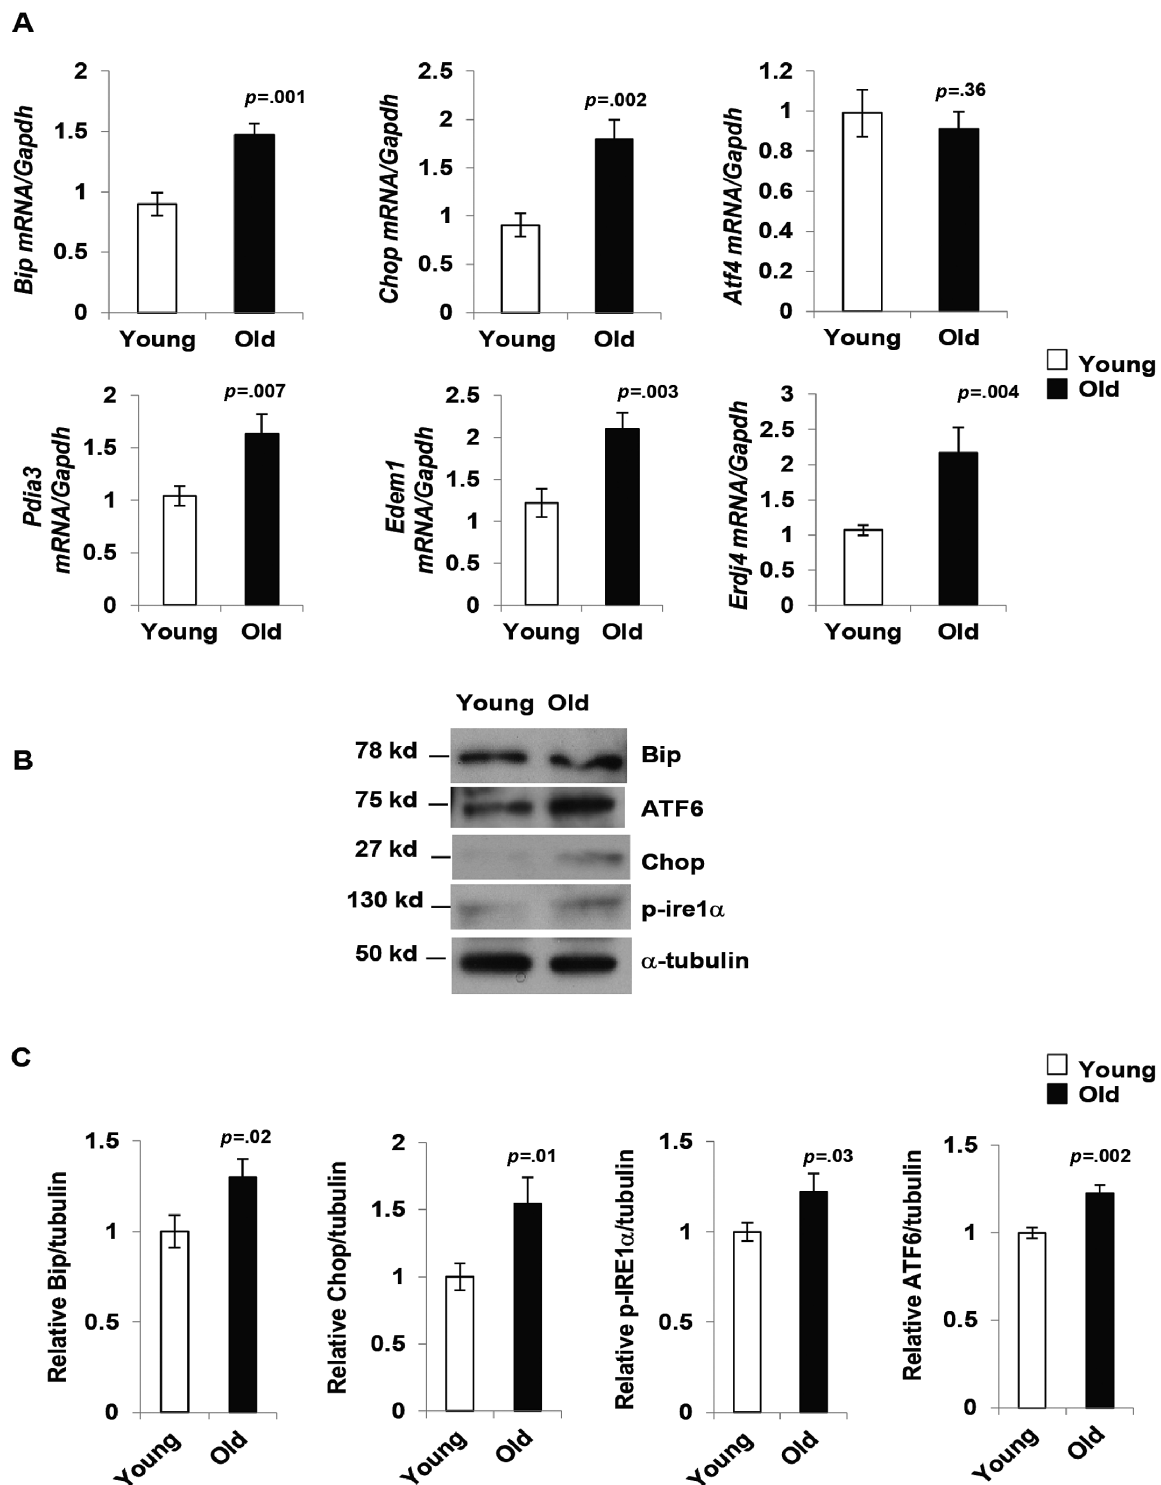 A
Bip mRNA/Gapdh
2
1.5
1
0.5
0
p=.001
Young Old
Chop mRNA/Gapdh
2.5
2
1.5
1
0.5
0
p=.002
Young Old
Atf4 mRNA/Gapdh
1.2
1
0.8
0.6
0.4
0.2
0
p=.36
Young Old
Young
Old
Pdia3
mRNA/Gapdh
2
1.5
1
0.5
0
p=.007
Young Old
Edem1
mRNA/Gapdh
2.5
2
1.5
1
0.5
0
p=.003
Young Old
Erdj4 mRNA/Gapdh
3
2.5
2
1.5
1
0.5
0
p=.004
Young Old
B
Young Old
78 kd Bip
75 kd ATF6
27 kd Chop
130 kd p-ire1α
50 kd α-tubulin
C
Young
Old
Relative Bip/tubulin
1.5
1
0.5
0
p=.02
Young Old
Relative Chop/tubulin
2
1.5
1
0.5
0
p=.01
Young Old
Relative p-IRE1α/tubulin
1.5
1
0.5
0
p=.03
Young Old
Relative ATF6/tubulin
1.5
1
0.5
0
p=.002
Young Old